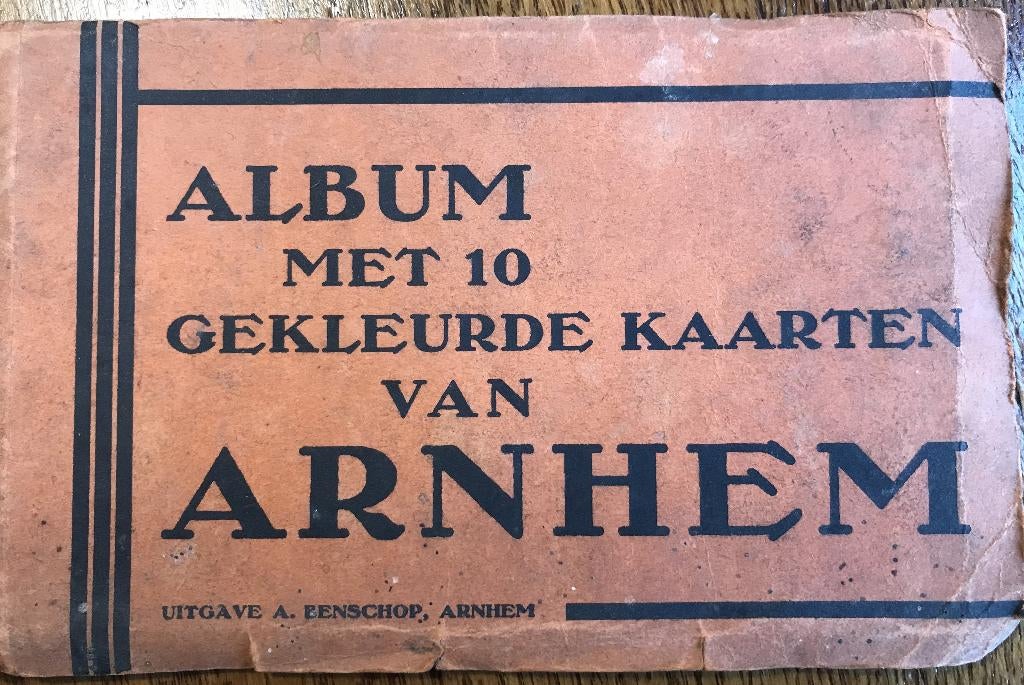 ALBUM
MET 10
GEKLEURDE KAARTEN
VAN
ARNHEM
UITGAVE A. BENSCHOP, ARNHEM